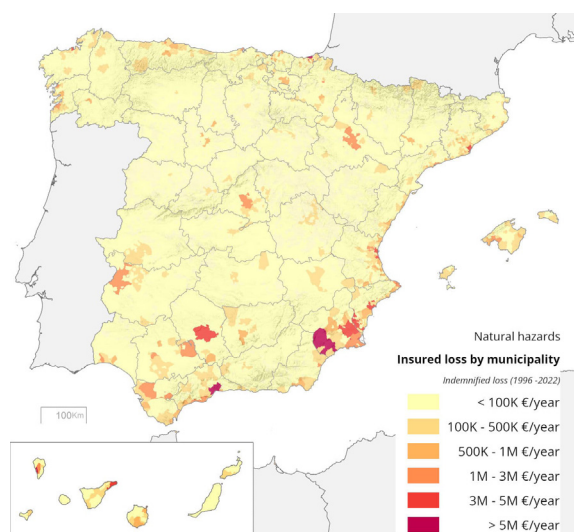 Natural hazards
Insured loss by municipality
Indemnified loss (1996 -2022)
< 100K €/year
100K - 500K €/year
500K - 1M €/year
1M - 3M €/year
3M - 5M €/year
> 5M €/year
100Km